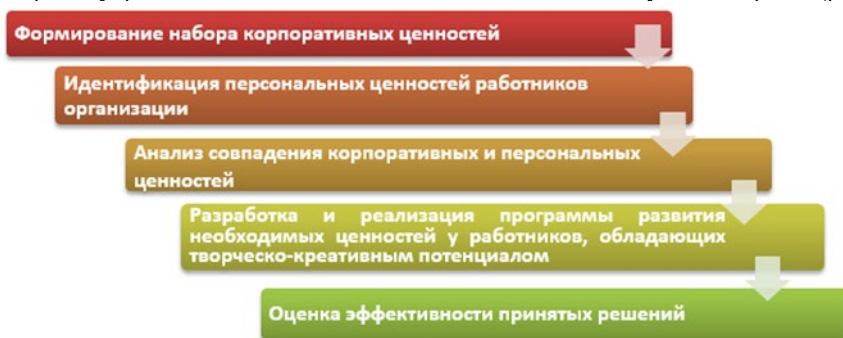 Формирование набора корпоративных ценностей
Идентификация персональных ценностей работников
организации
Анализ совпадения корпоративных и персональных
ценностей
Разработка и реализация программы развития
необходимых ценностей у работников, обладающих
творческо-креативным потенциалом
Оценка эффективности принятых решений